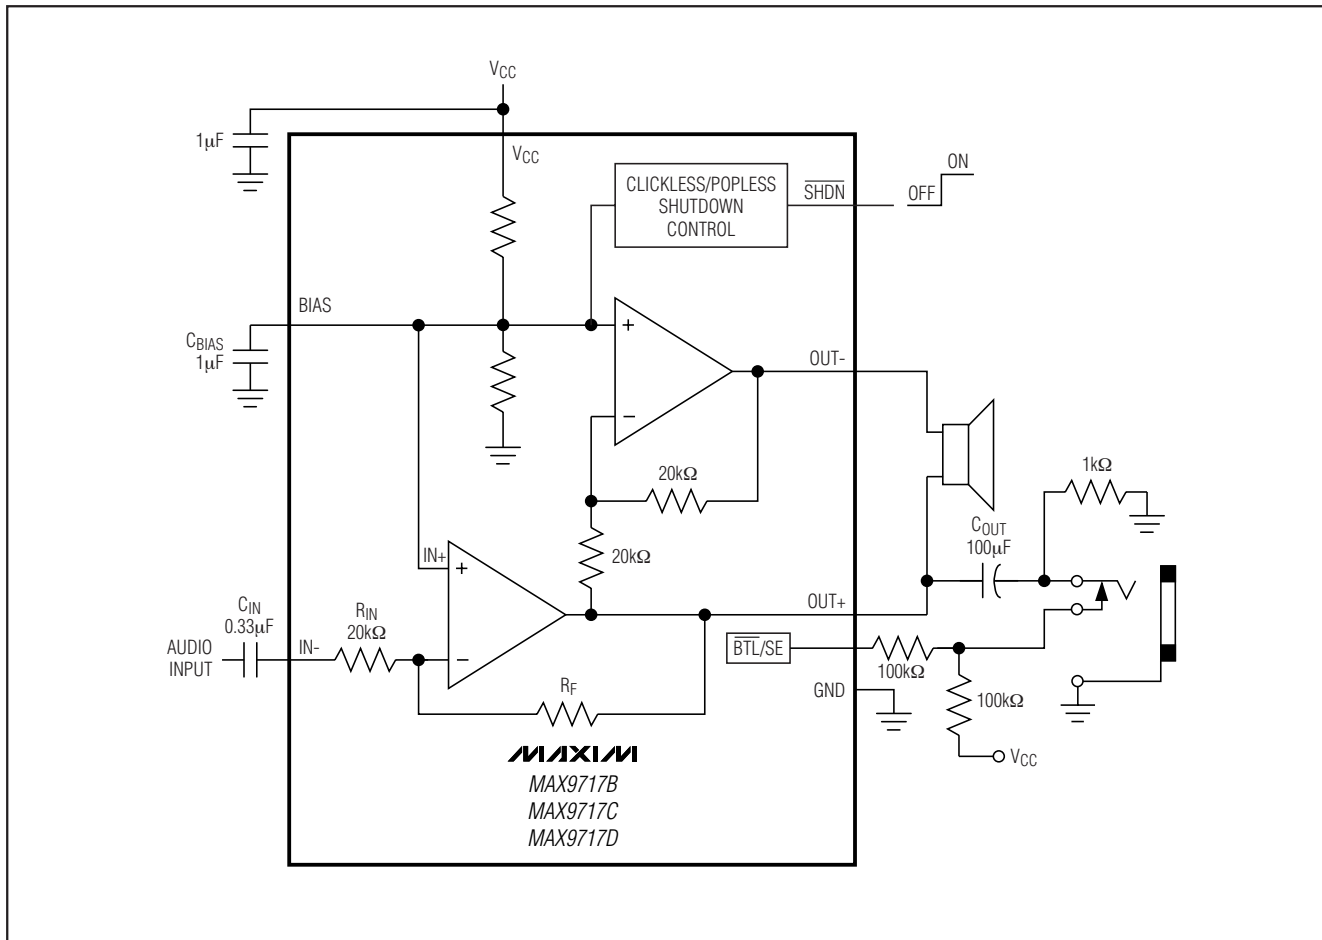 VCC
1µF
VCC
CLICKLESS/POPLESS
SHUTDOWN
CONTROL
SHDN
OFF
ON
BIAS
CBIAS
1µF
+
−
OUT-
20kΩ
20kΩ
1kΩ
COUT
100µF
IN+
+
−
OUT+
CIN
0.33µF
RIN
20kΩ
AUDIO
INPUT
IN-
BTL/SE
100kΩ
GND
100kΩ
RF
VCC
MAXIM
MAX9717B
MAX9717C
MAX9717D